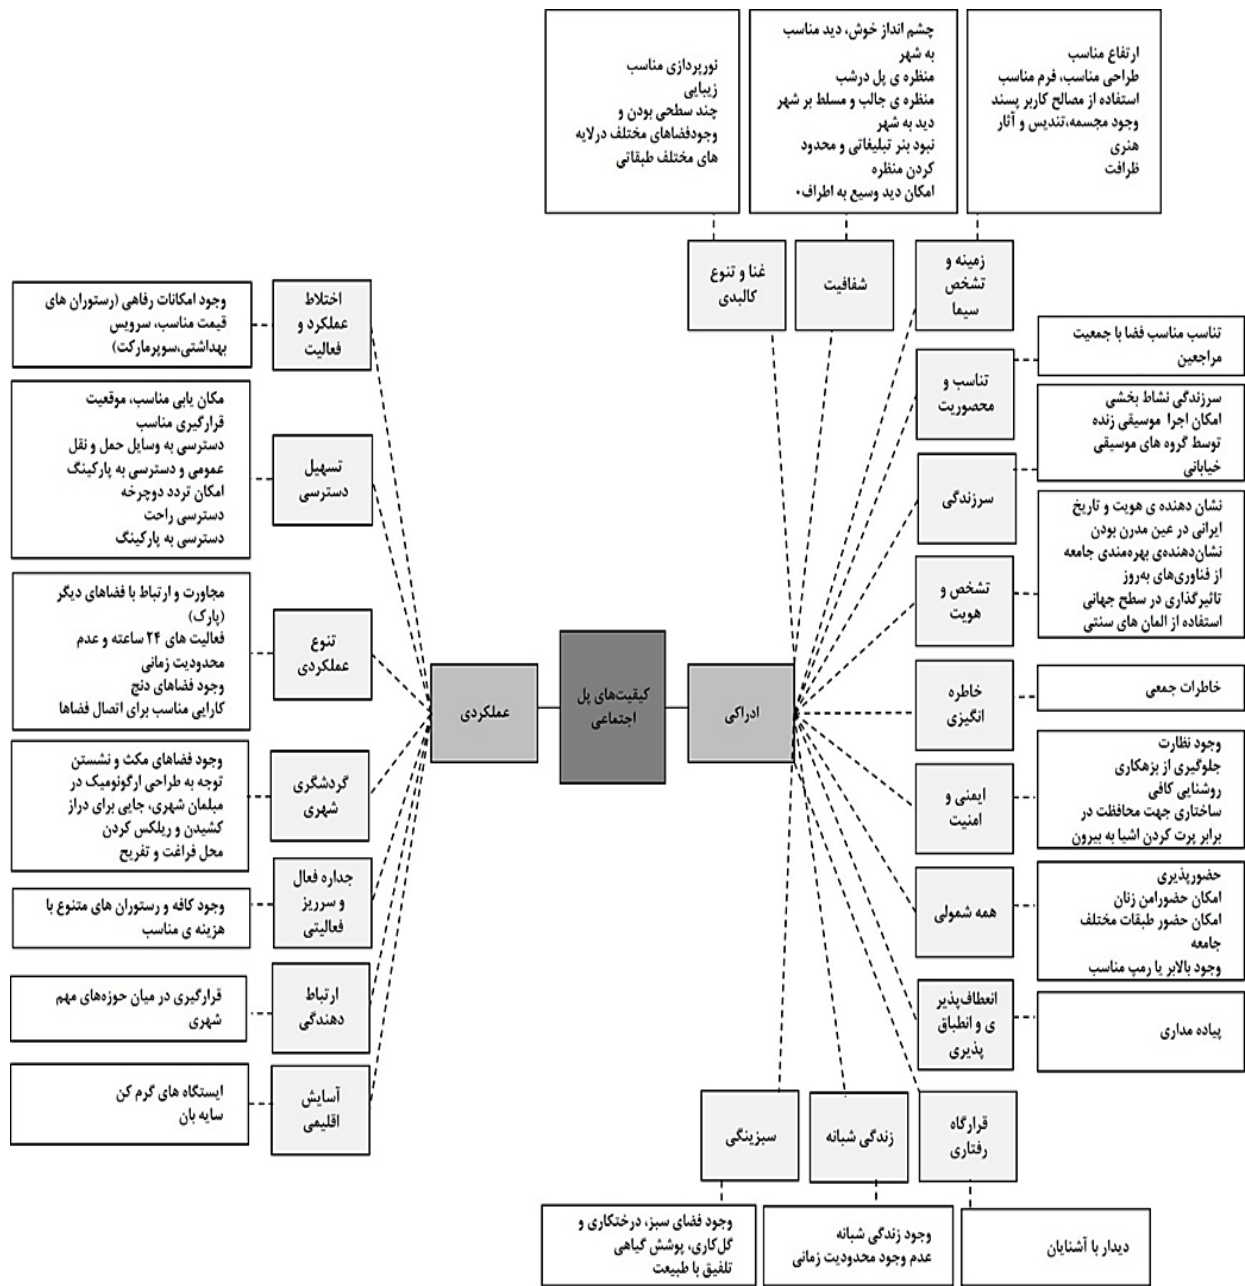 ارتفاع مناسب
طراحی مناسب، فرم مناسب
استفاده از مصالح کاربر پسند
وجود مجسمه،تندیس و آثار
هنری
ظرافت
چشم انداز خوش، دید مناسب
به شهر
منظره ی پل درشب
منظره ی جالب و مسلط بر شهر
دید به شهر
نبود بنر تبلیغاتی و محدود
کردن منظره
امکان دید وسیع به اطراف.
نورپردازی مناسب
زیبایی
چند سطحی بودن و
وجودفضاهای مختلف درلایه
های مختلف طبقاتی
زمینه و
تشخص
سیما
شفافیت
غنا و تنوع
کالبدی
تناسب مناسب فضا با جمعیت
مراجعین
تناسب و
محصوریت
سرزندگی نشاط بخشی
امکان اجرا موسیقی زنده
توسط گروه های موسیقی
خیابانی
سرزندگی
نشان دهنده ی هویت و تاریخ
ایرانی در عین مدرن بودن
نشان‌دهنده‌ی بهره‌مندی جامعه
از فناوری‌های به‌روز
تاثیرگذاری در سطح جهانی
استفاده از المان های سنتی
تشخص و
هویت
خاطرات جمعی
خاطره
انگیزی
وجود نظارت
جلوگیری از بزهکاری
روشنایی کافی
ساختاری جهت محافظت در
برابر پرت کردن اشیا به بیرون
ایمنی و
امنیت
حضورپذیری
امکان حضورامن زنان
امکان حضور طبقات مختلف
جامعه
وجود بالابر یا رمپ مناسب
همه شمولی
پیاده مداری
انعطاف‌پذیر
ی و انطباق
پذیری
قرارگاه
رفتاری
زندگی شبانه
سبزینگی
دیدار با آشنایان
وجود زندگی شبانه
عدم وجود محدودیت زمانی
وجود فضای سبز، درختکاری و
گل‌کاری، پوشش گیاهی
تلفیق با طبیعت
ادراکی
کیقیت‌های پل
اجتماعی
عملکردی
اختلاط
عملکرد و
فعالیت
وجود امکانات رفاهی (رستوران های
قیمت مناسب، سرویس
بهداشتی،سوپرمارکت)
تسهیل
دسترسی
مکان یابی مناسب، موقعیت
قرارگیری مناسب
دسترسی به وسایل حمل و نقل
عمومی و دسترسی به پارکینگ
امکان تردد دوچرخه
دسترسی راحت
دسترسی به پارکینگ
تنوع
عملکردی
مجاورت و ارتباط با فضاهای دیگر
(پارک)
فعالیت های ۲۴ ساعته و عدم
محدودیت زمانی
وجود فضاهای دنج
کارایی مناسب برای اتصال فضاها
گردشگری
شهری
وجود فضاهای مکث و نشستن
توجه به طراحی ارگونومیک در
مبلمان شهری، جایی برای دراز
کشیدن و ریلکس کردن
محل فراغت و تفریح
جداره فعال
و سرریز
فعالیتی
وجود کافه و رستوران های متنوع با
هزینه ی مناسب
ارتباط
دهندگی
قرارگیری در میان حوزه‌های مهم
شهری
آسایش
اقلیمی
ایستگاه های گرم کن
سایه بان